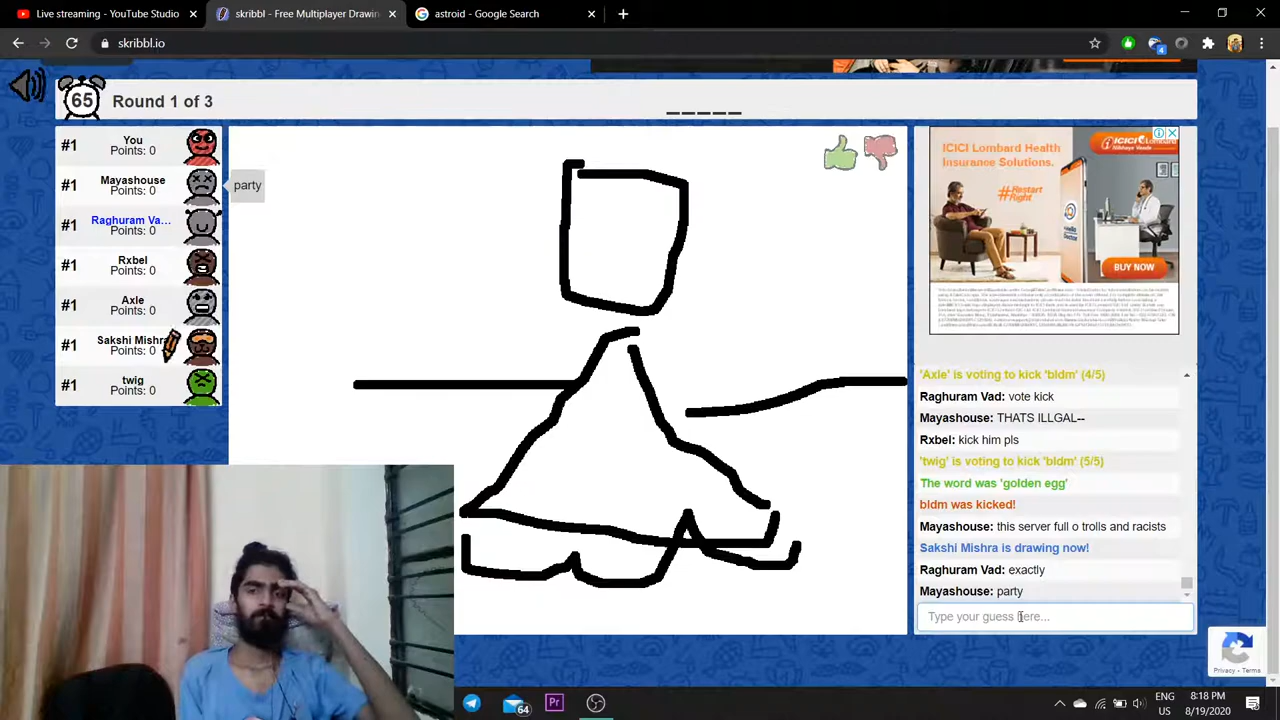 Live streaming - YouTube Studio
skribbl - Free Multiplayer Drawin
astroid - Google Search
skribbl.io
65
Round 1 of 3
#1
You
Points: 0
#1
Mayashouse
Points: 0
party
#1
Raghuram Va...
Points: 0
#1
Rxbel
Points: 0
#1
Axle
Points: 0
#1
Sakshi Mishra
Points: 0
#1
twig
Points: 0
ICICI Lombard Health
Insurance Solutions.
#Restart
Right
ICICI Lombard
BUY NOW
'Axle' is voting to kick 'bldm' (4/5)
Raghuram Vad: vote kick
Mayashouse: THATS ILLGAL--
Rxbel: kick him pls
'twig' is voting to kick 'bldm' (5/5)
The word was 'golden egg'
bldm was kicked!
Mayashouse: this server full o trolls and racists
Sakshi Mishra is drawing now!
Raghuram Vad: exactly
Mayashouse: party
Type your guess here...
Privacy - Terms
Pr
64
ENG
US
8:18 PM
8/19/2020